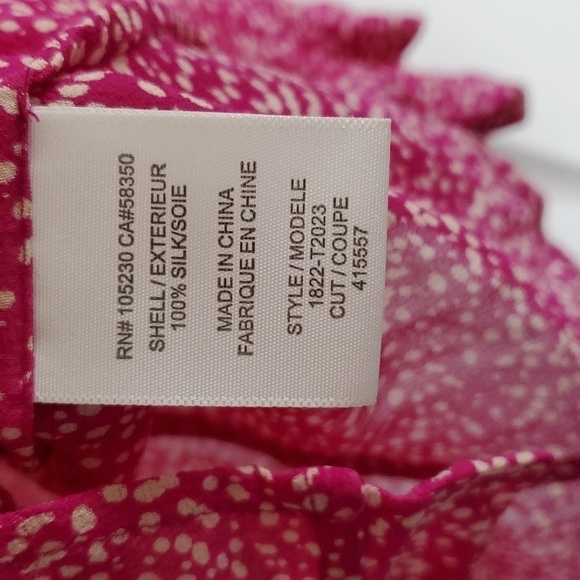 RN# 105230 CA#58350
SHELL / EXTERIEUR
100% SILK/SOIE
MADE IN CHINA
FABRIQUE EN CHINE
STYLE / MODELE
1822-T2023
CUT / COUPE
415557